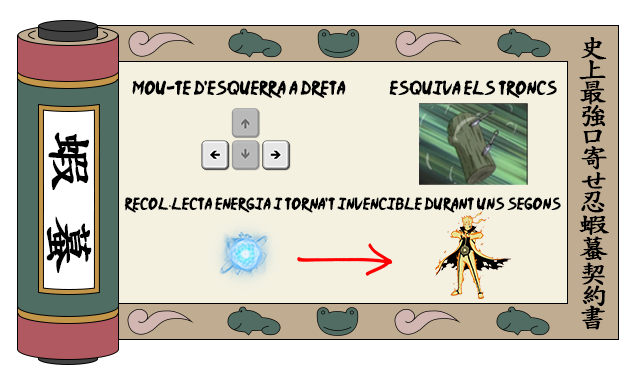 MOU-TE D'ESQUERRA A DRETA
ESQUIVA ELS TRONCS
RECOL·LECTA ENERGIA I TORNA'T INVENCIBLE DURANT UNS SEGONS
蝦蟇
史上最強口寄せ忍蝦蟇契約書